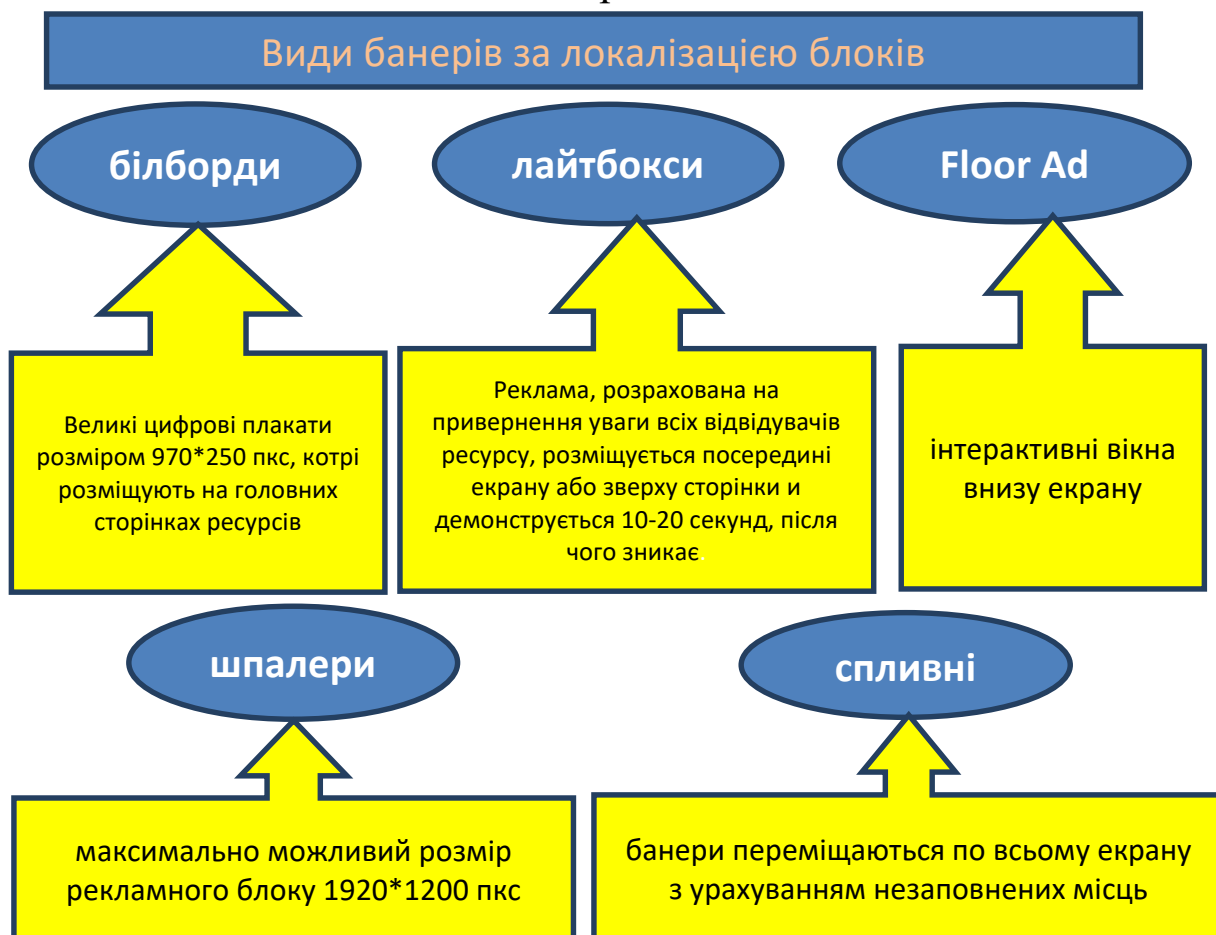 Види банерів за локалізацією блоків
білборди
лайтбокси
Floor Ad
Великі цифрові плакати
розміром 970*250 пкс, котрі
розміщують на головних
сторінках ресурсів
Реклама, розрахована на
привернення уваги всіх відвідувачів
ресурсу, розміщується посередині
екрану або зверху сторінки и
демонструється 10-20 секунд, після
чого зникає.
інтерактивні вікна
внизу екрану
шпалери
спливні
максимально можливий розмір
рекламного блоку 1920*1200 пкс
банери переміщаються по всьому екрану
з урахуванням незаповнених місць